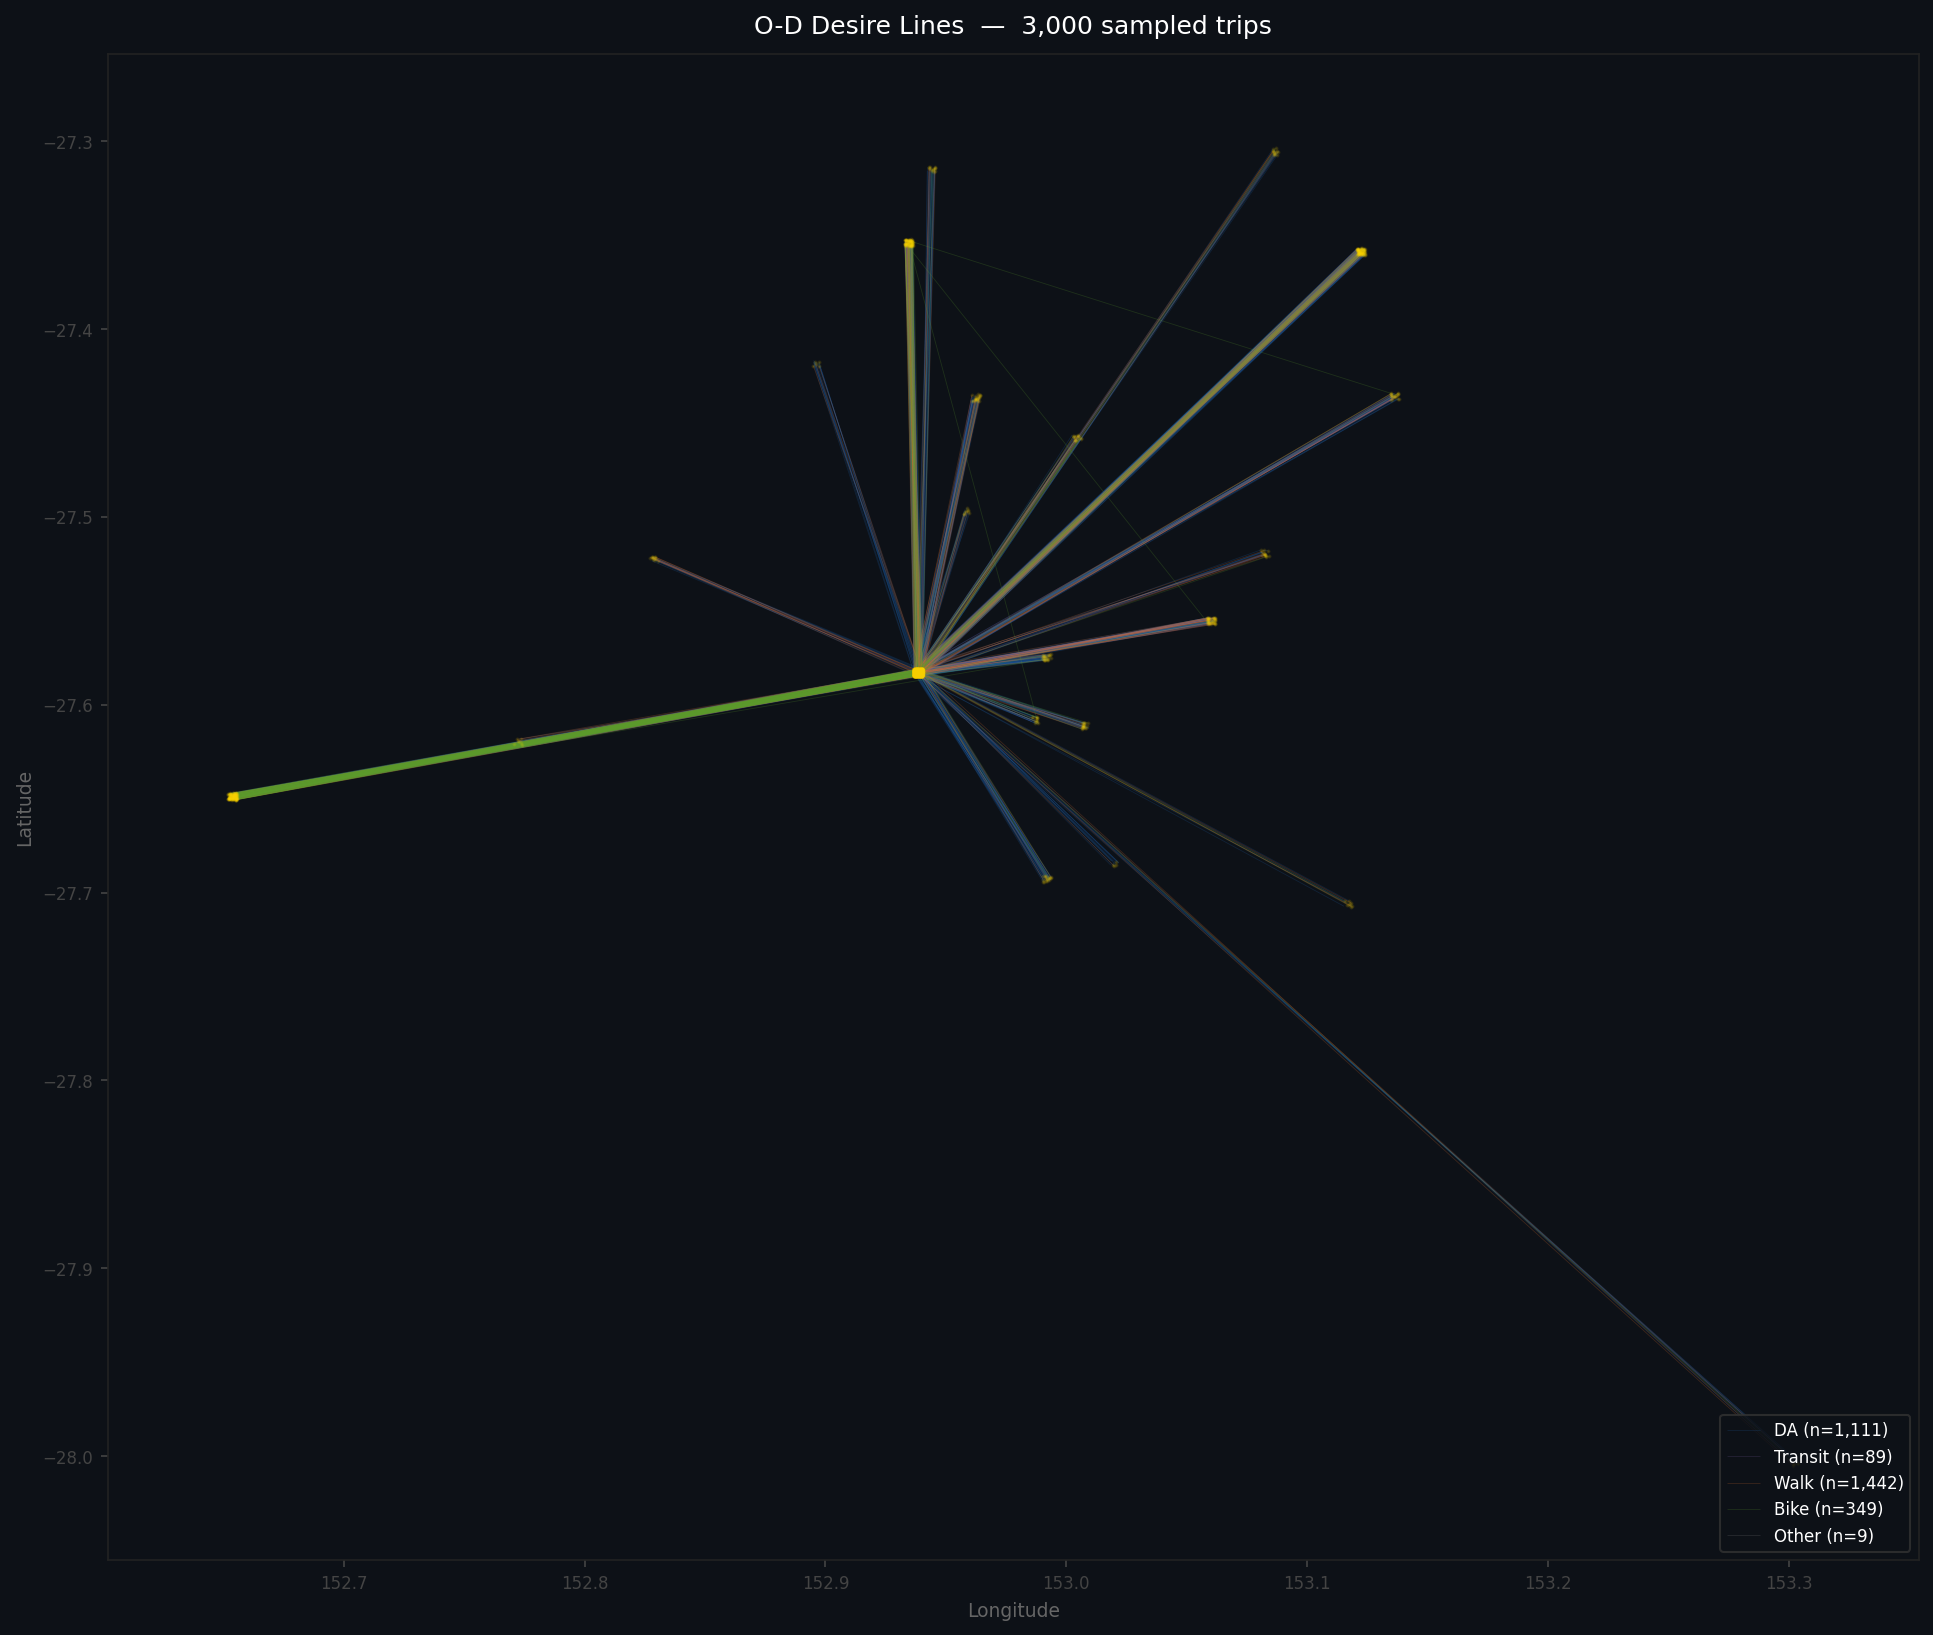 O-D Desire Lines — 3,000 sampled trips
−27.3
−27.4
−27.5
−27.6
−27.7
−27.8
−27.9
−28.0
Latitude
152.7 152.8 152.9 153.0 153.1 153.2 153.3
Longitude
DA (n=1,111)
Transit (n=89)
Walk (n=1,442)
Bike (n=349)
Other (n=9)